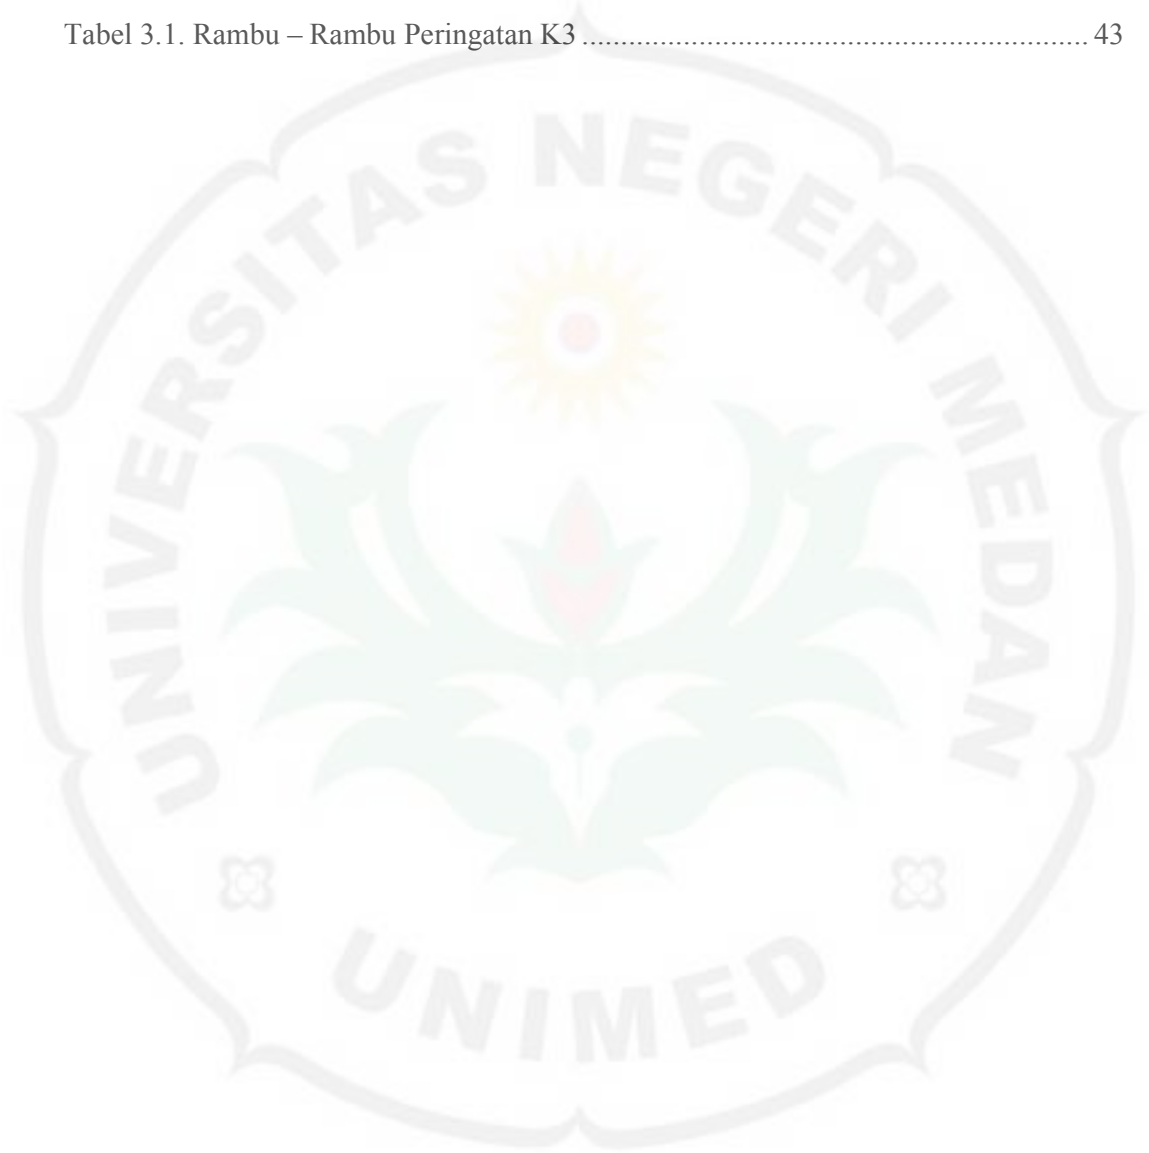 Tabel 3.1. Rambu – Rambu Peringatan K3 .................................................................. 43
UNIVERSITAS NEGERI MEDAN
UNIMED